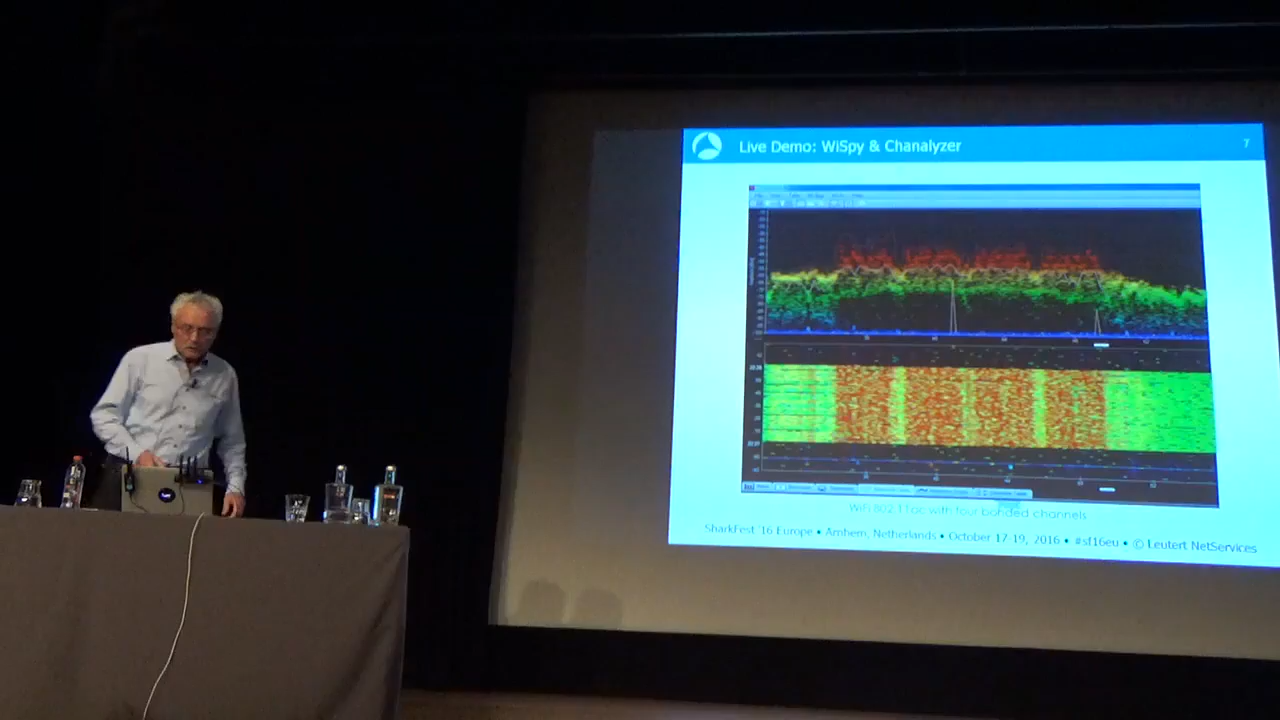 Live Demo: WiSpy & Chanalyzer
7
WiFi 802.11ac with four bonded channels
SharkFest '16 Europe • Arnhem, Netherlands • October 17-19, 2016 • #sf16eu • © Leutert NetServices